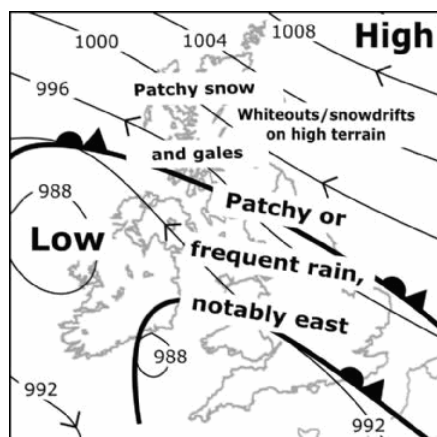 1000
1004
1008
High
996
Patchy snow
Whiteouts/snowdrifts
on high terrain
and gales
988
Low
Patchy or
frequent rain,
notably east
988
992
992